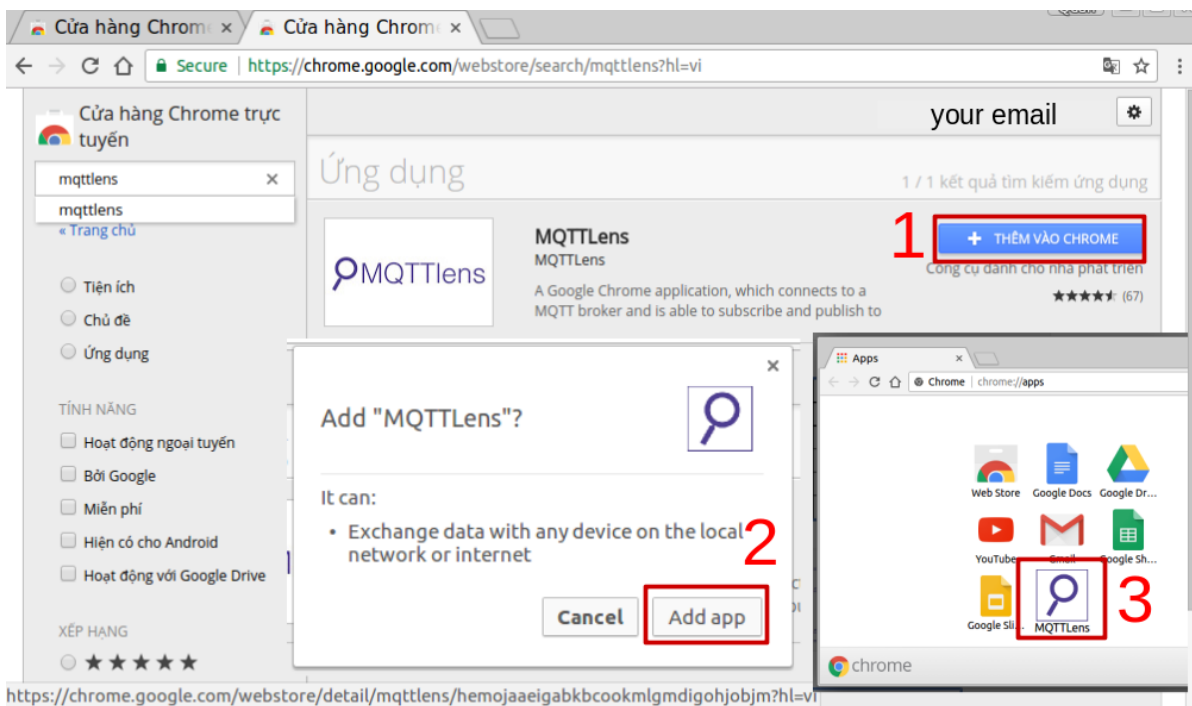 Cửa hàng Chrom
Cửa hàng Chrom
Secure | https://chrome.google.com/webstore/search/mqttlens?hl=vi
Cửa hàng Chrome trực
tuyến
your email
mqttlens
mqttlens
« Trang chủ
Ứng dụng
1 / 1 kết quả tìm kiếm ứng dụng
MQTTlens
MQTTLens
MQTTLens
A Google Chrome application, which connects to a
MQTT broker and is able to subscribe and publish to
1
THÊM VÀO CHROME
Công cụ dành cho nhà phát triển
(67)
Tiện ích
Chủ đề
Ứng dụng
TÍNH NĂNG
Hoạt động ngoại tuyến
Bởi Google
Miễn phí
Hiện có cho Android
Hoạt động với Google Drive
XẾP HẠNG
Add "MQTTLens"?
It can:
• Exchange data with any device on the local
network or internet
2
Cancel
Add app
Apps
Chrome | chrome://apps
Web Store
Google Docs
Google Dr...
YouTube
Gmail
Google Sh...
Google Sli...
MQTTLens
3
chrome
https://chrome.google.com/webstore/detail/mqttlens/hemojaaeigabkbcookmlgmdigohjobjm?hl=vi